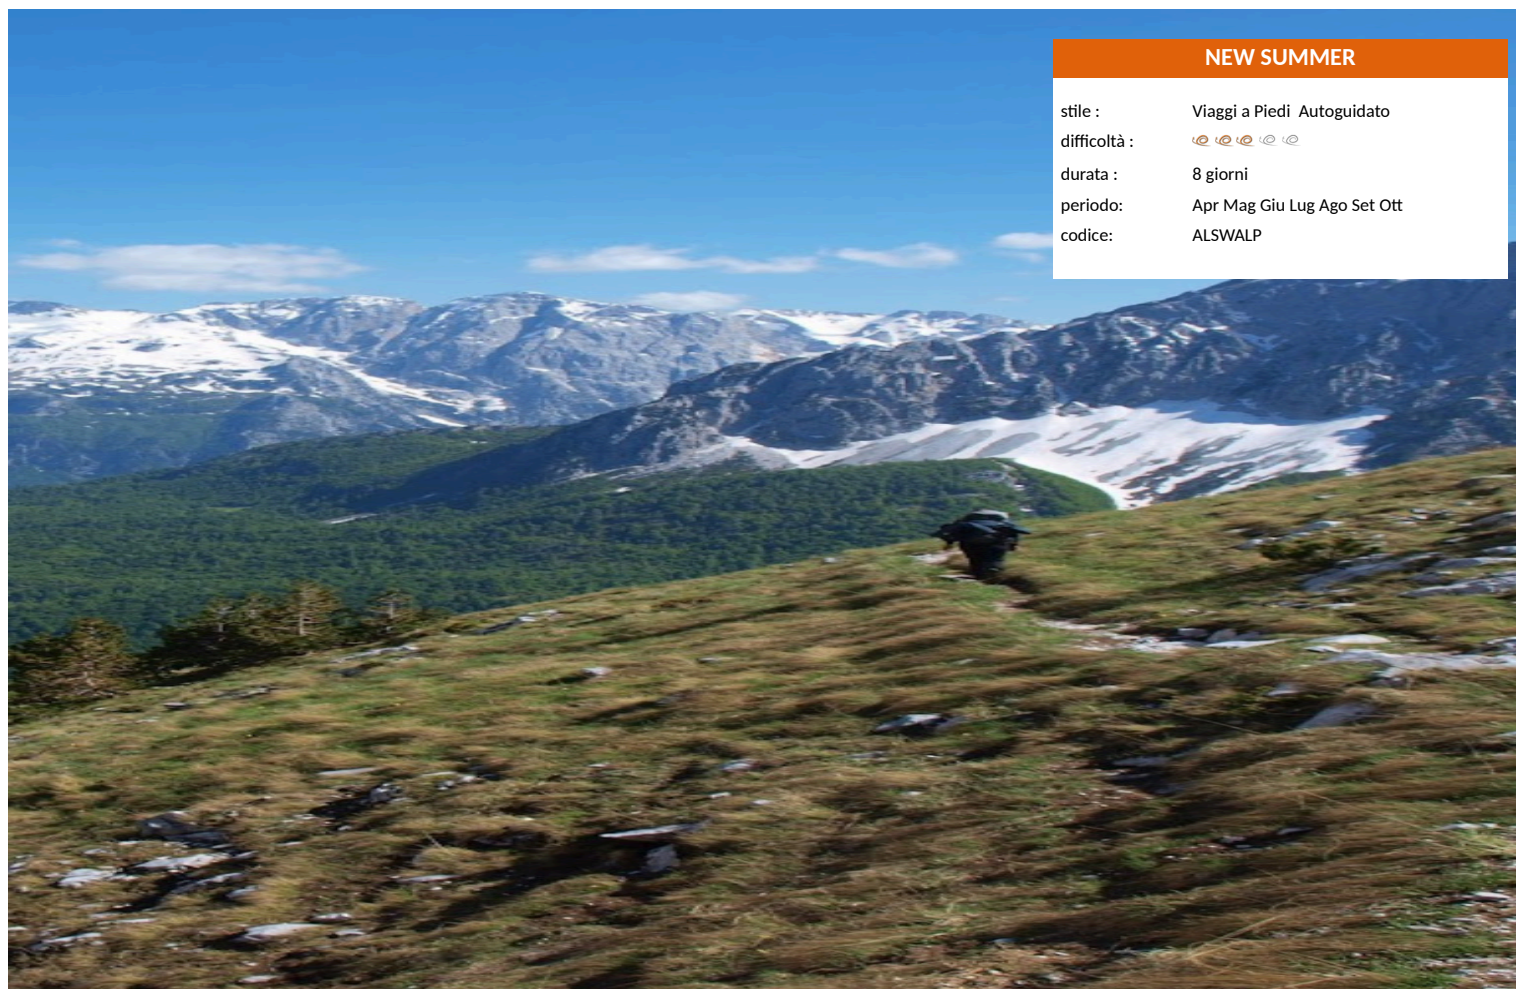 NEW SUMMER
stile : Viaggi a Piedi Autoguidato
difficoltà :
durata : 8 giorni
periodo: Apr Mag Giu Lug Ago Set Ott
codice: ALSWALP